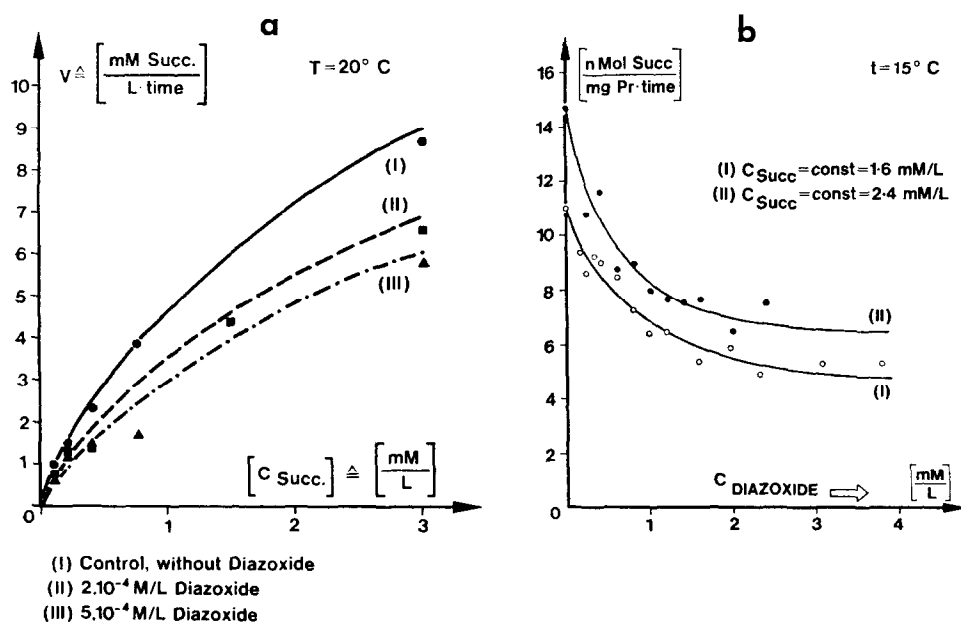 a
V ≙ [mM Succ. / L·time]
T = 20° C
10
9
8
7
6
5
4
3
2
1
0
1
2
3
(I)
(II)
(III)
[C Succ.] ≙ [mM / L]
(I) Control, without Diazoxide
(II) 2.10⁻⁴ M/L Diazoxide
(III) 5.10⁻⁴ M/L Diazoxide
b
[n Mol Succ / mg Pr·time]
t = 15° C
(I) C Succ = const = 1·6 mM/L
(II) C Succ = const = 2·4 mM/L
16
14
12
10
8
6
4
2
0
1
2
3
4
(II)
(I)
C DIAZOXIDE ⇨ [mM / L]